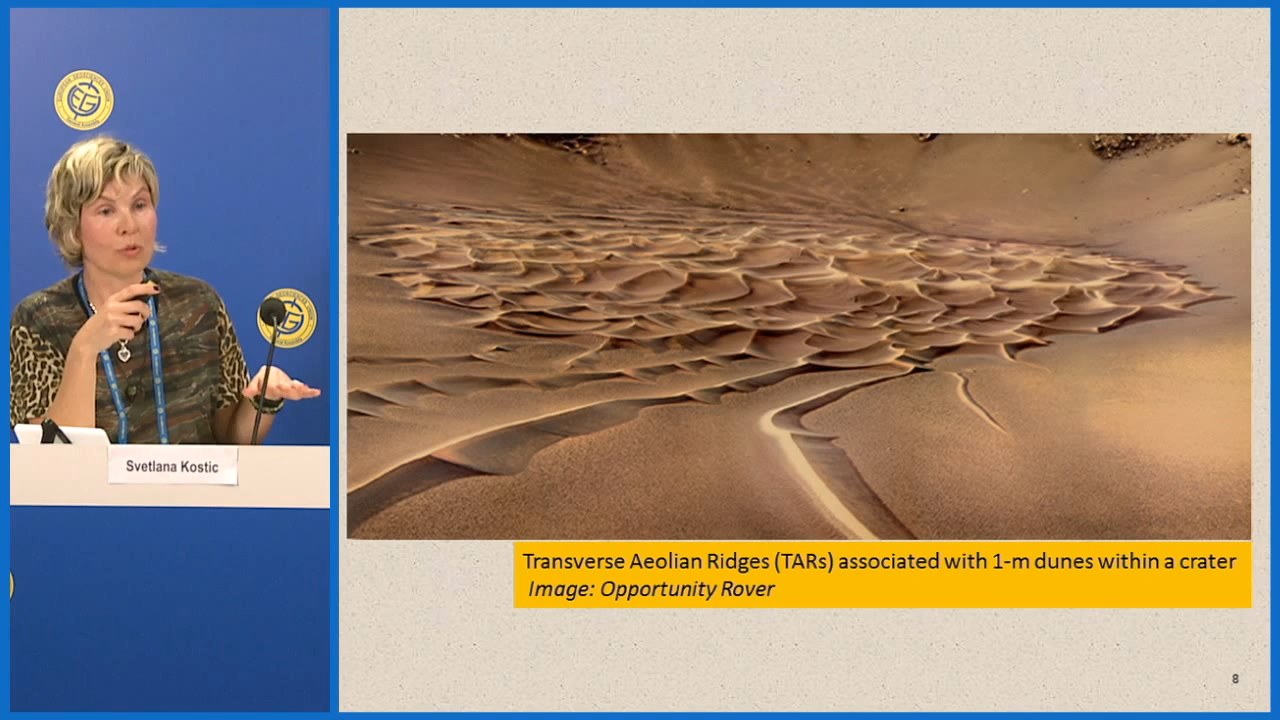 Svetlana Kostic
Transverse Aeolian Ridges (TARs) associated with 1-m dunes within a crater
Image: Opportunity Rover
8